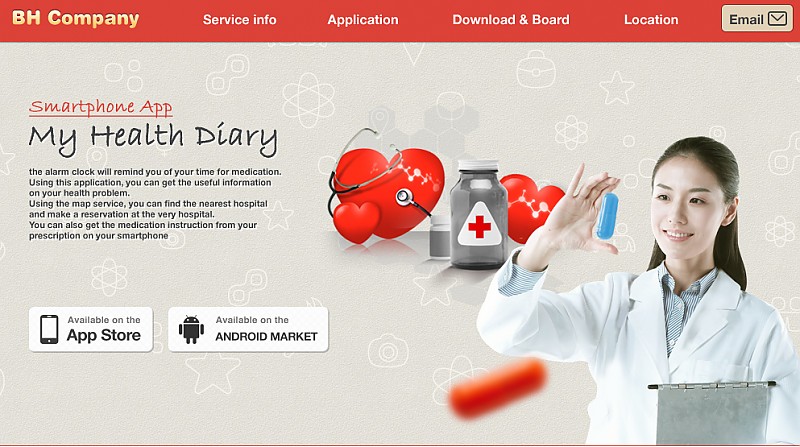 BH Company
Service info
Application
Download & Board
Location
Email
Smartphone App
My Health Diary
the alarm clock will remind you of your time for medication.
Using this application, you can get the useful information
on your health problem.
Using the map service, you can find the nearest hospital
and make a reservation at the very hospital.
You can also get the medication instruction from your
prescription on your smartphone
Available on the
App Store
Available on the
ANDROID MARKET